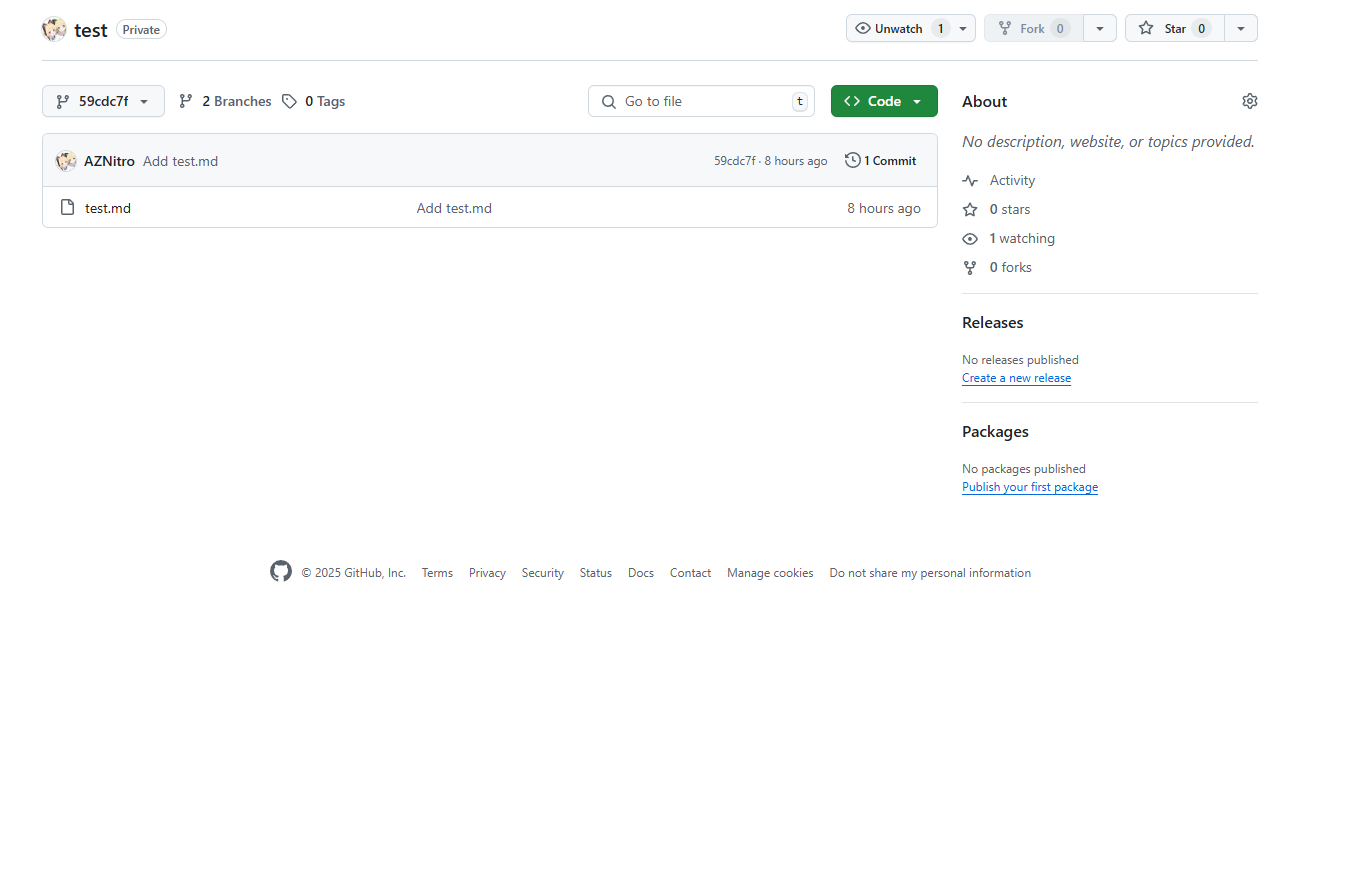 test Private Unwatch 1 Fork 0 Star 0
59cdc7f 2 Branches 0 Tags Go to file t Code
AZNitro Add test.md 59cdc7f · 8 hours ago 1 Commit
test.md Add test.md 8 hours ago
About
No description, website, or topics provided.
Activity
0 stars
1 watching
0 forks
Releases
No releases published
Create a new release
Packages
No packages published
Publish your first package
© 2025 GitHub, Inc. Terms Privacy Security Status Docs Contact Manage cookies Do not share my personal information